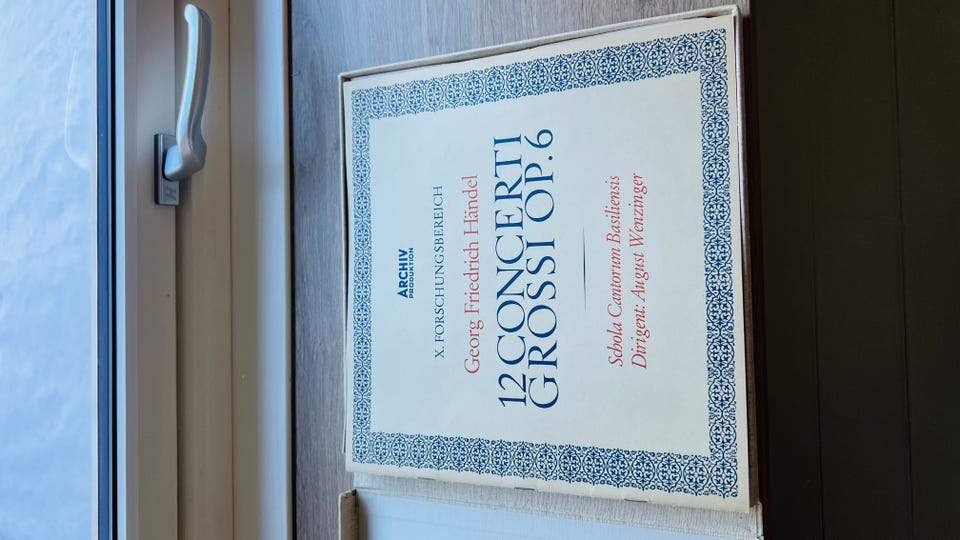 ARCHIV
PRODUKTION
X. FORSCHUNGSBEREICH
Georg Friedrich Händel
12 CONCERTI
GROSSI OP. 6
Schola Cantorum Basiliensis
Dirigent: August Wenzinger